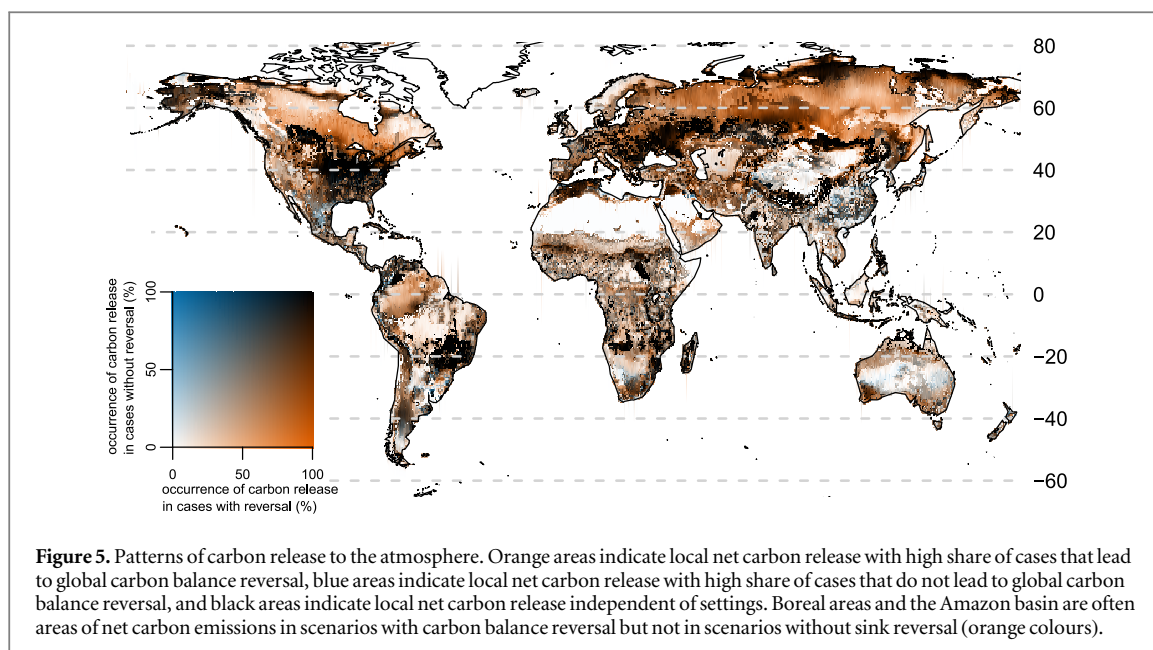 80
60
40
20
0
−20
−40
−60
occurrence of carbon release
in cases without reversal (%)
100
50
0
0 50 100
occurrence of carbon release
in cases with reversal (%)
Figure 5. Patterns of carbon release to the atmosphere. Orange areas indicate local net carbon release with high share of cases that lead
to global carbon balance reversal, blue areas indicate local net carbon release with high share of cases that do not lead to global carbon
balance reversal, and black areas indicate local net carbon release independent of settings. Boreal areas and the Amazon basin are often
areas of net carbon emissions in scenarios with carbon balance reversal but not in scenarios without sink reversal (orange colours).